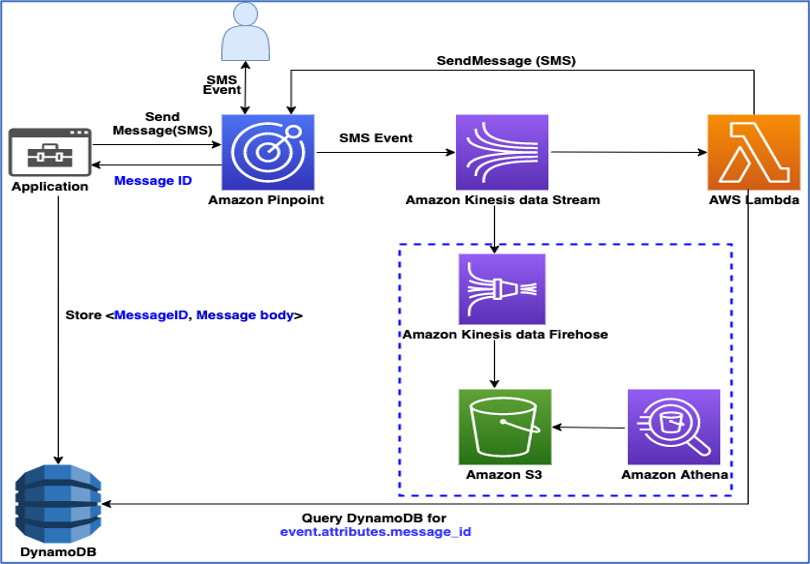 SMS
Event
SendMessage (SMS)
Send
Message(SMS)
SMS Event
Message ID
Application
Amazon Pinpoint
Amazon Kinesis data Stream
AWS Lambda
Store <MessageID, Message body>
Amazon Kinesis data Firehose
Amazon S3
Amazon Athena
Query DynamoDB for
event.attributes.message_id
DynamoDB